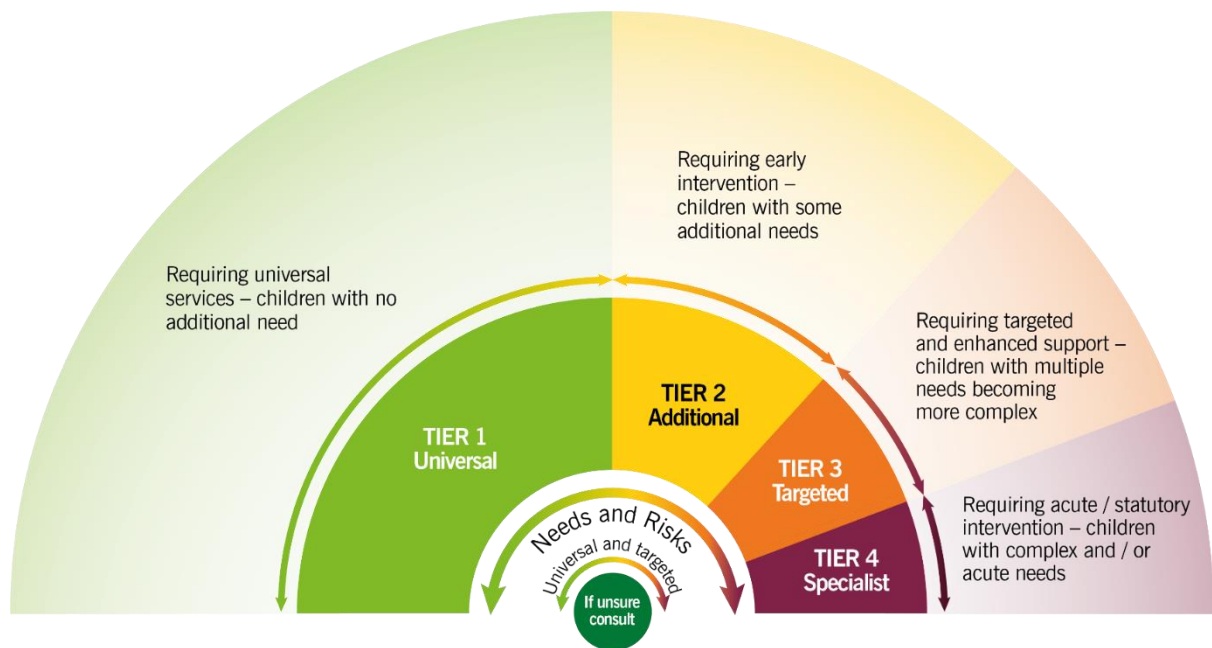 Requiring universal
services – children with no
additional need
Requiring early
intervention –
children with some
additional needs
Requiring targeted
and enhanced support –
children with multiple
needs becoming
more complex
Requiring acute / statutory
intervention – children
with complex and / or
acute needs
TIER 1
Universal
TIER 2
Additional
TIER 3
Targeted
TIER 4
Specialist
Needs and Risks
Universal and targeted
If unsure
consult